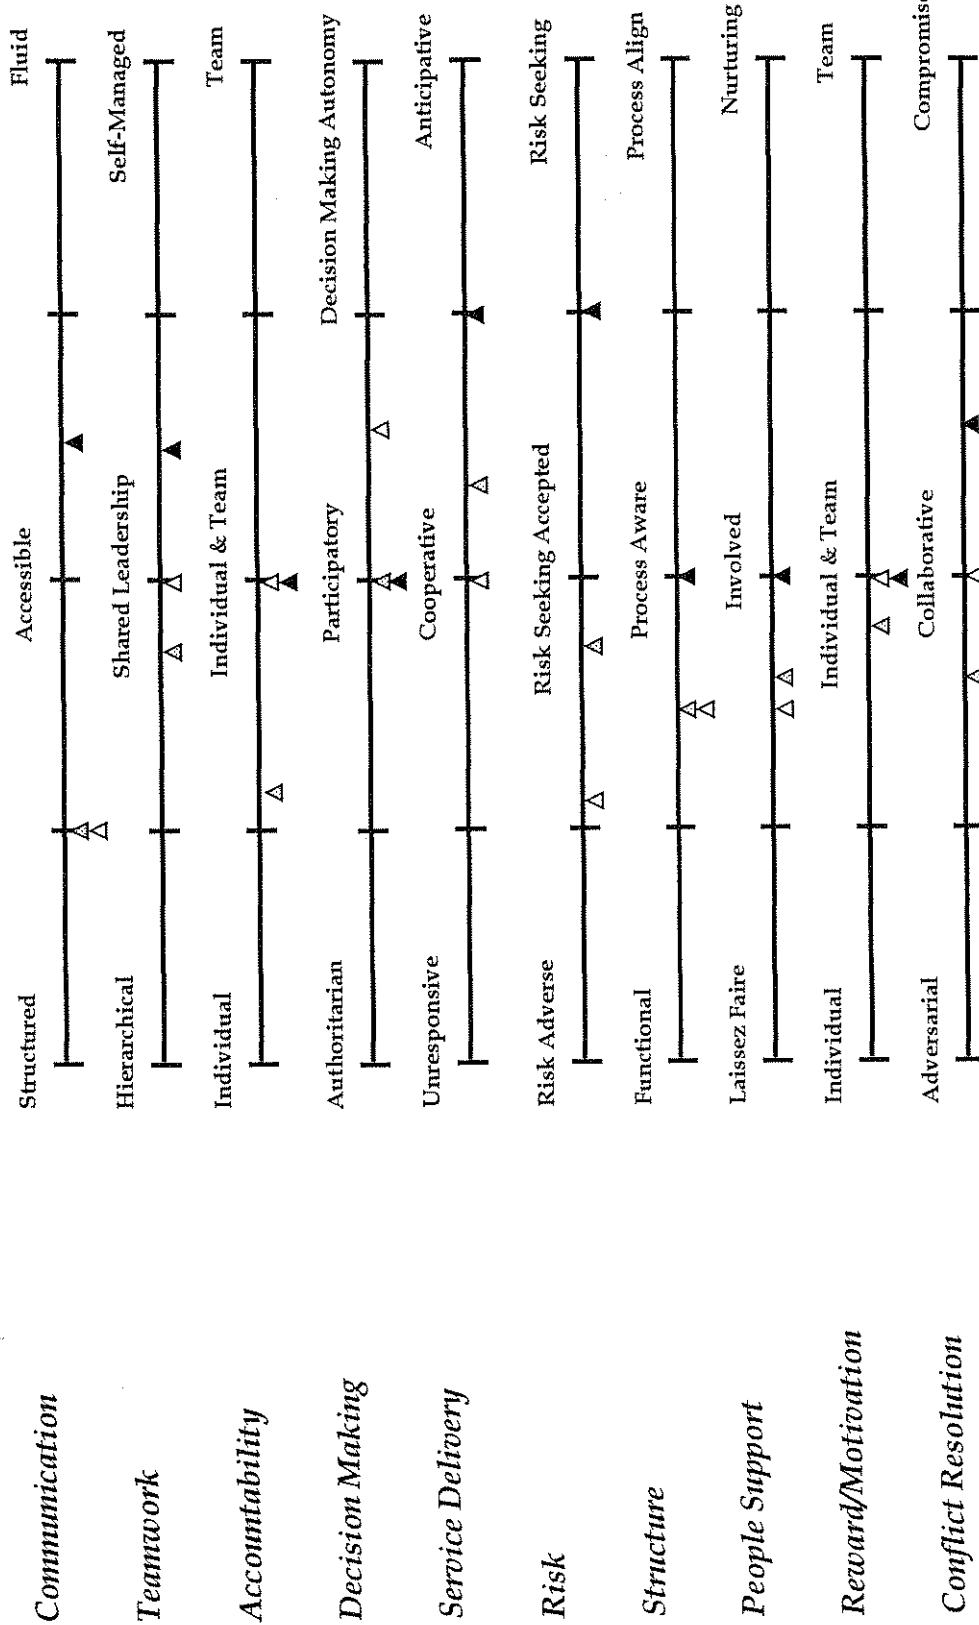 Communication
Structured Accessible Fluid
Teamwork
Hierarchical Shared Leadership Self-Managed
Accountability
Individual Individual & Team Team
Decision Making
Authoritarian Participatory Decision Making Autonomy
Service Delivery
Unresponsive Cooperative Anticipative
Risk
Risk Adverse Risk Seeking Accepted Risk Seeking
Structure
Functional Process Aware Process Align
People Support
Laissez Faire Involved Nurturing
Reward/Motivation
Individual Individual & Team Team
Conflict Resolution
Adversarial Collaborative